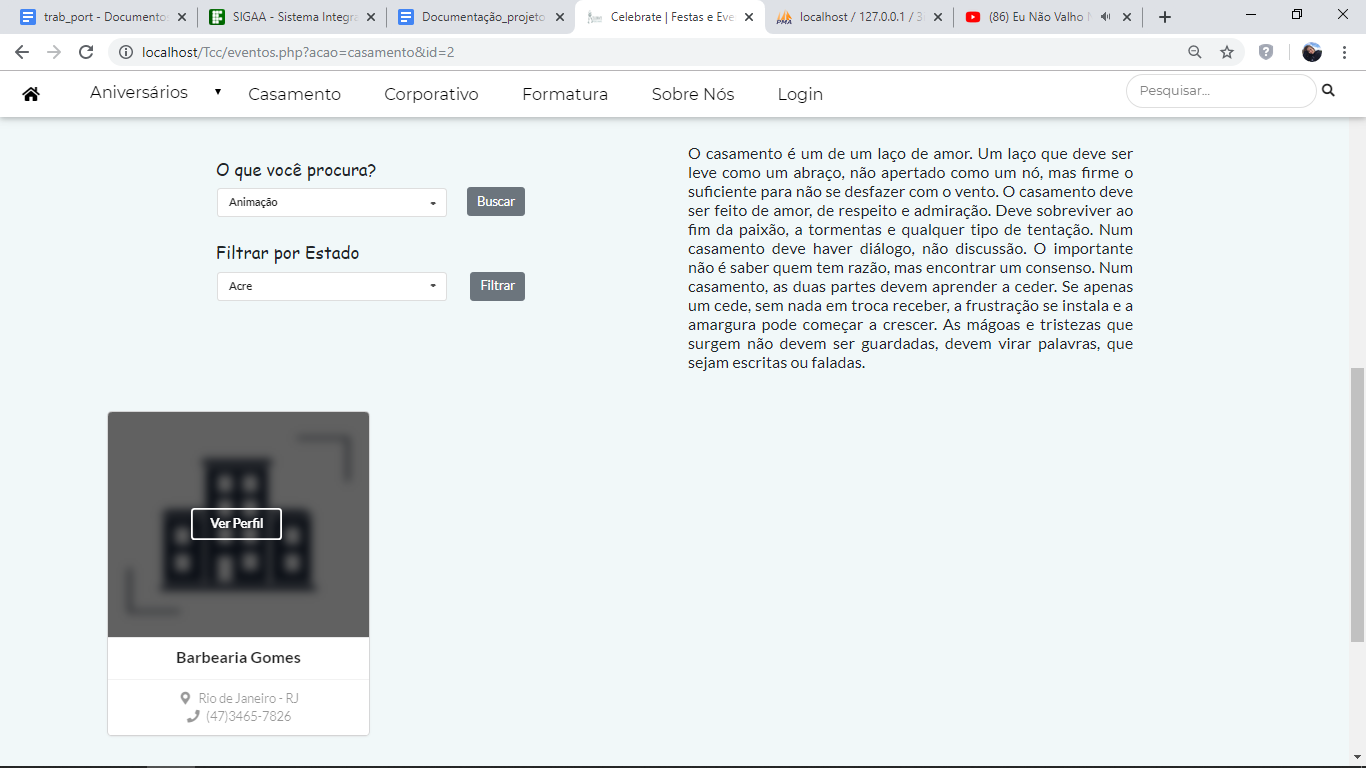 trab_port - Documento
SIGAA - Sistema Integra
Documentação_projeto
Celebrate | Festas e Eve
localhost / 127.0.0.1 / 3
(86) Eu Não Valho
localhost/Tcc/eventos.php?acao=casamento&id=2
Aniversários Casamento Corporativo Formatura Sobre Nós Login Pesquisar...
O que você procura?
Animação Buscar
Filtrar por Estado
Acre Filtrar
O casamento é um de um laço de amor. Um laço que deve ser
leve como um abraço, não apertado como um nó, mas firme o
suficiente para não se desfazer com o vento. O casamento deve
ser feito de amor, de respeito e admiração. Deve sobreviver ao
fim da paixão, a tormentas e qualquer tipo de tentação. Num
casamento deve haver diálogo, não discussão. O importante
não é saber quem tem razão, mas encontrar um consenso. Num
casamento, as duas partes devem aprender a ceder. Se apenas
um cede, sem nada em troca receber, a frustração se instala e a
amargura pode começar a crescer. As mágoas e tristezas que
surgem não devem ser guardadas, devem virar palavras, que
sejam escritas ou faladas.
Ver Perfil
Barbearia Gomes
Rio de Janeiro - RJ
(47)3465-7826